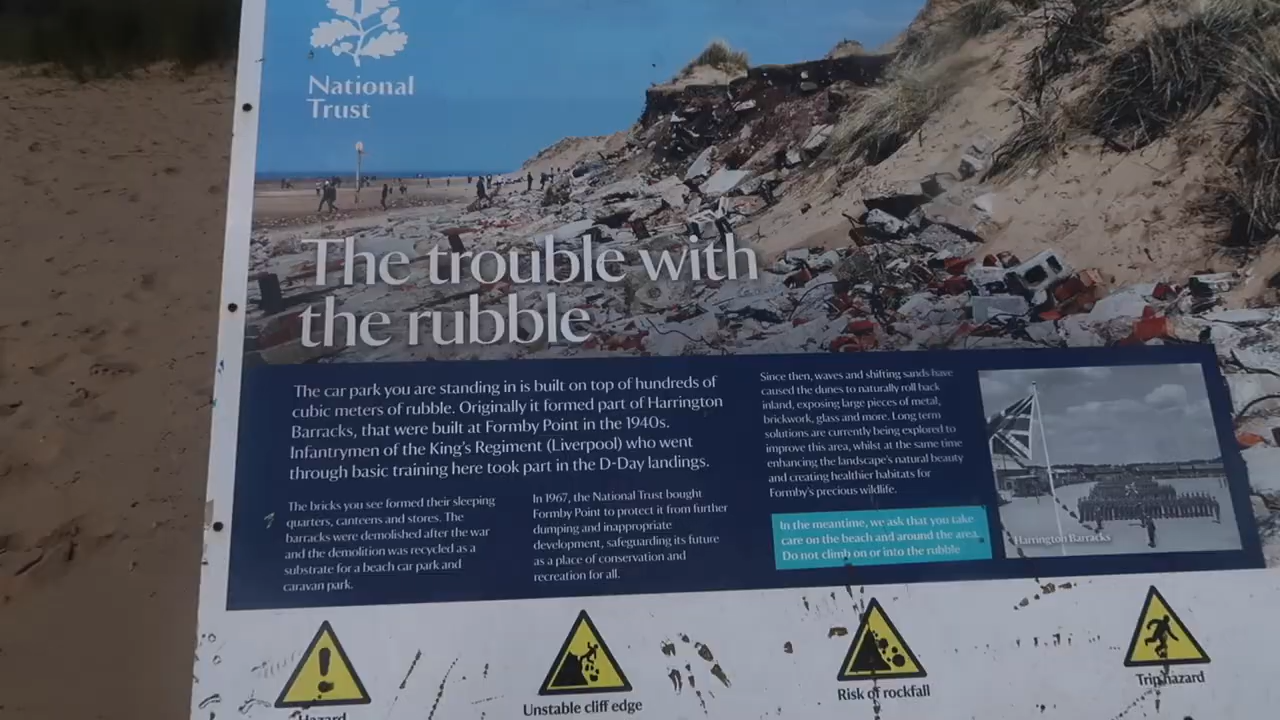 National
Trust
The trouble with
the rubble
The car park you are standing in is built on top of hundreds of
cubic meters of rubble. Originally it formed part of Harrington
Barracks, that were built at Formby Point in the 1940s.
Infantrymen of the King's Regiment (Liverpool) who went
through basic training here took part in the D-Day landings.
The bricks you see formed their sleeping
quarters, canteens and stores. The
barracks were demolished after the war
and the demolition was recycled as a
substrate for a beach car park and
caravan park.
In 1967, the National Trust bought
Formby Point to protect it from further
dumping and inappropriate
development, safeguarding its future
as a place of conservation and
recreation for all.
Since then, waves and shifting sands have
caused the dunes to naturally roll back
inland, exposing large pieces of metal,
brickwork, glass and more. Long term
solutions are currently being explored to
improve this area, whilst at the same time
enhancing the landscape's natural beauty
and creating healthier habitats for
Formby's precious wildlife.
In the meantime, we ask that you take
care on the beach and around the area.
Do not climb on or into the rubble
Harrington Barracks
Hazard
Unstable cliff edge
Risk of rockfall
Trip hazard